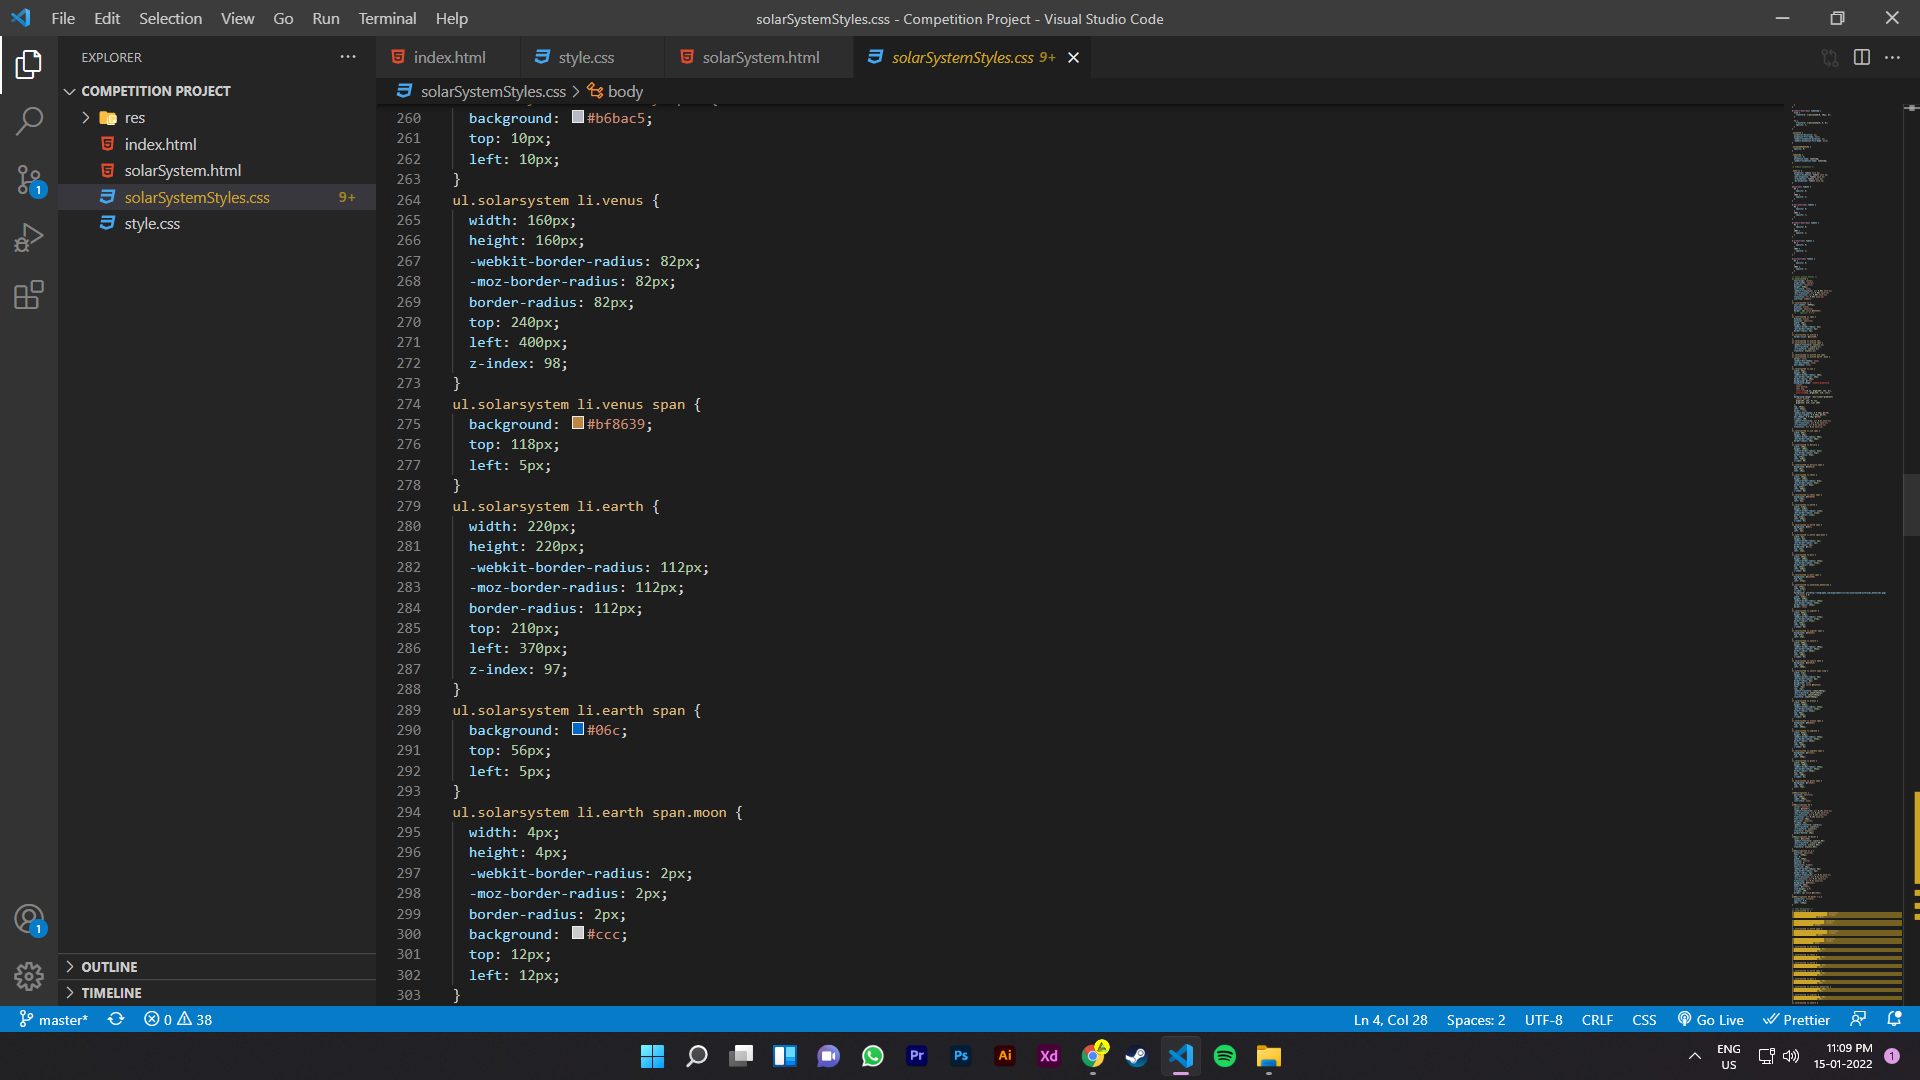 File Edit Selection View Go Run Terminal Help
solarSystemStyles.css - Competition Project - Visual Studio Code
EXPLORER
index.html
style.css
solarSystem.html
solarSystemStyles.css 9+
COMPETITION PROJECT
solarSystemStyles.css > body
res
index.html
solarSystem.html
solarSystemStyles.css 9+
style.css
260 background: #b6bac5;
261 top: 10px;
262 left: 10px;
263 }
264 ul.solarsystem li.venus {
265 width: 160px;
266 height: 160px;
267 -webkit-border-radius: 82px;
268 -moz-border-radius: 82px;
269 border-radius: 82px;
270 top: 240px;
271 left: 400px;
272 z-index: 98;
273 }
274 ul.solarsystem li.venus span {
275 background: #bf8639;
276 top: 118px;
277 left: 5px;
278 }
279 ul.solarsystem li.earth {
280 width: 220px;
281 height: 220px;
282 -webkit-border-radius: 112px;
283 -moz-border-radius: 112px;
284 border-radius: 112px;
285 top: 210px;
286 left: 370px;
287 z-index: 97;
288 }
289 ul.solarsystem li.earth span {
290 background: #06c;
291 top: 56px;
292 left: 5px;
293 }
294 ul.solarsystem li.earth span.moon {
295 width: 4px;
296 height: 4px;
297 -webkit-border-radius: 2px;
298 -moz-border-radius: 2px;
299 border-radius: 2px;
300 background: #ccc;
301 top: 12px;
302 left: 12px;
303 }
1
1
OUTLINE
TIMELINE
master* 0 38
Ln 4, Col 28 Spaces: 2 UTF-8 CRLF CSS Go Live Prettier
Pr Ps Ai Xd
ENG
US
11:09 PM
15-01-2022
1